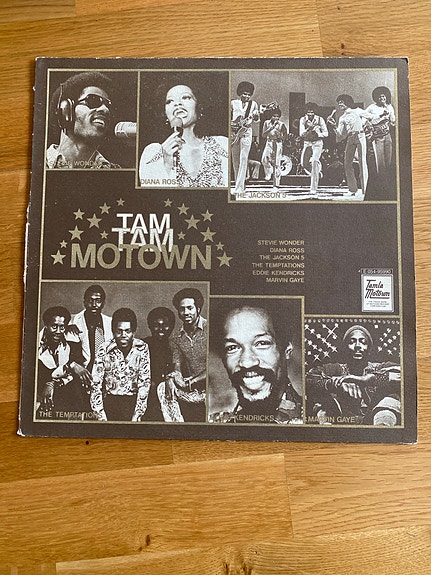 STEVIE WONDER
DIANA ROSS
THE JACKSON 5
TAM
TAM
MOTOWN
STEVIE WONDER
DIANA ROSS
THE JACKSON 5
THE TEMPTATIONS
EDDIE KENDRICKS
MARVIN GAYE
Tamla
Motown
THE TEMPTATIONS
KENDRICKS
MARVIN GAYE